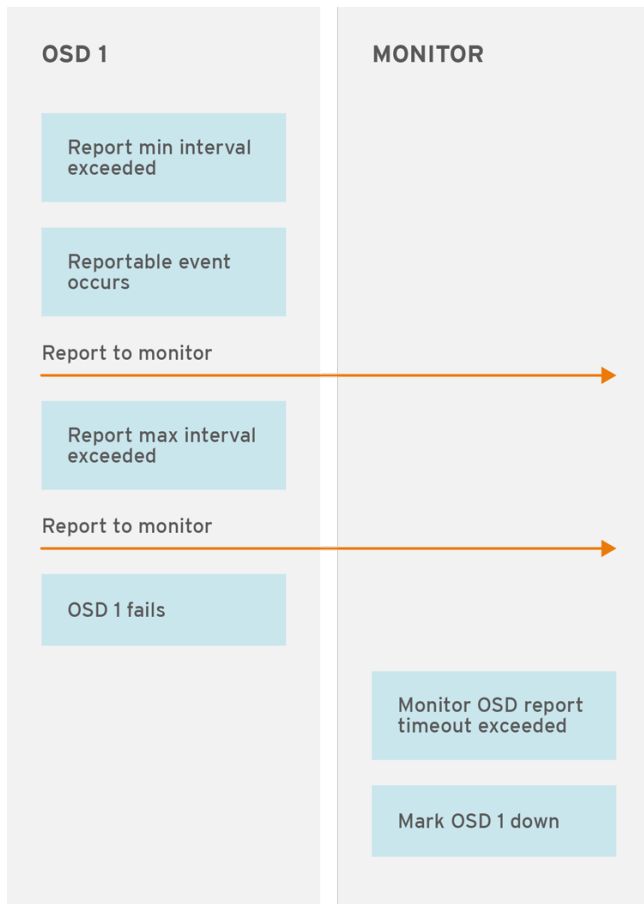 OSD 1
MONITOR
Report min interval
exceeded
Reportable event
occurs
Report to monitor
Report max interval
exceeded
Report to monitor
OSD 1 fails
Monitor OSD report
timeout exceeded
Mark OSD 1 down